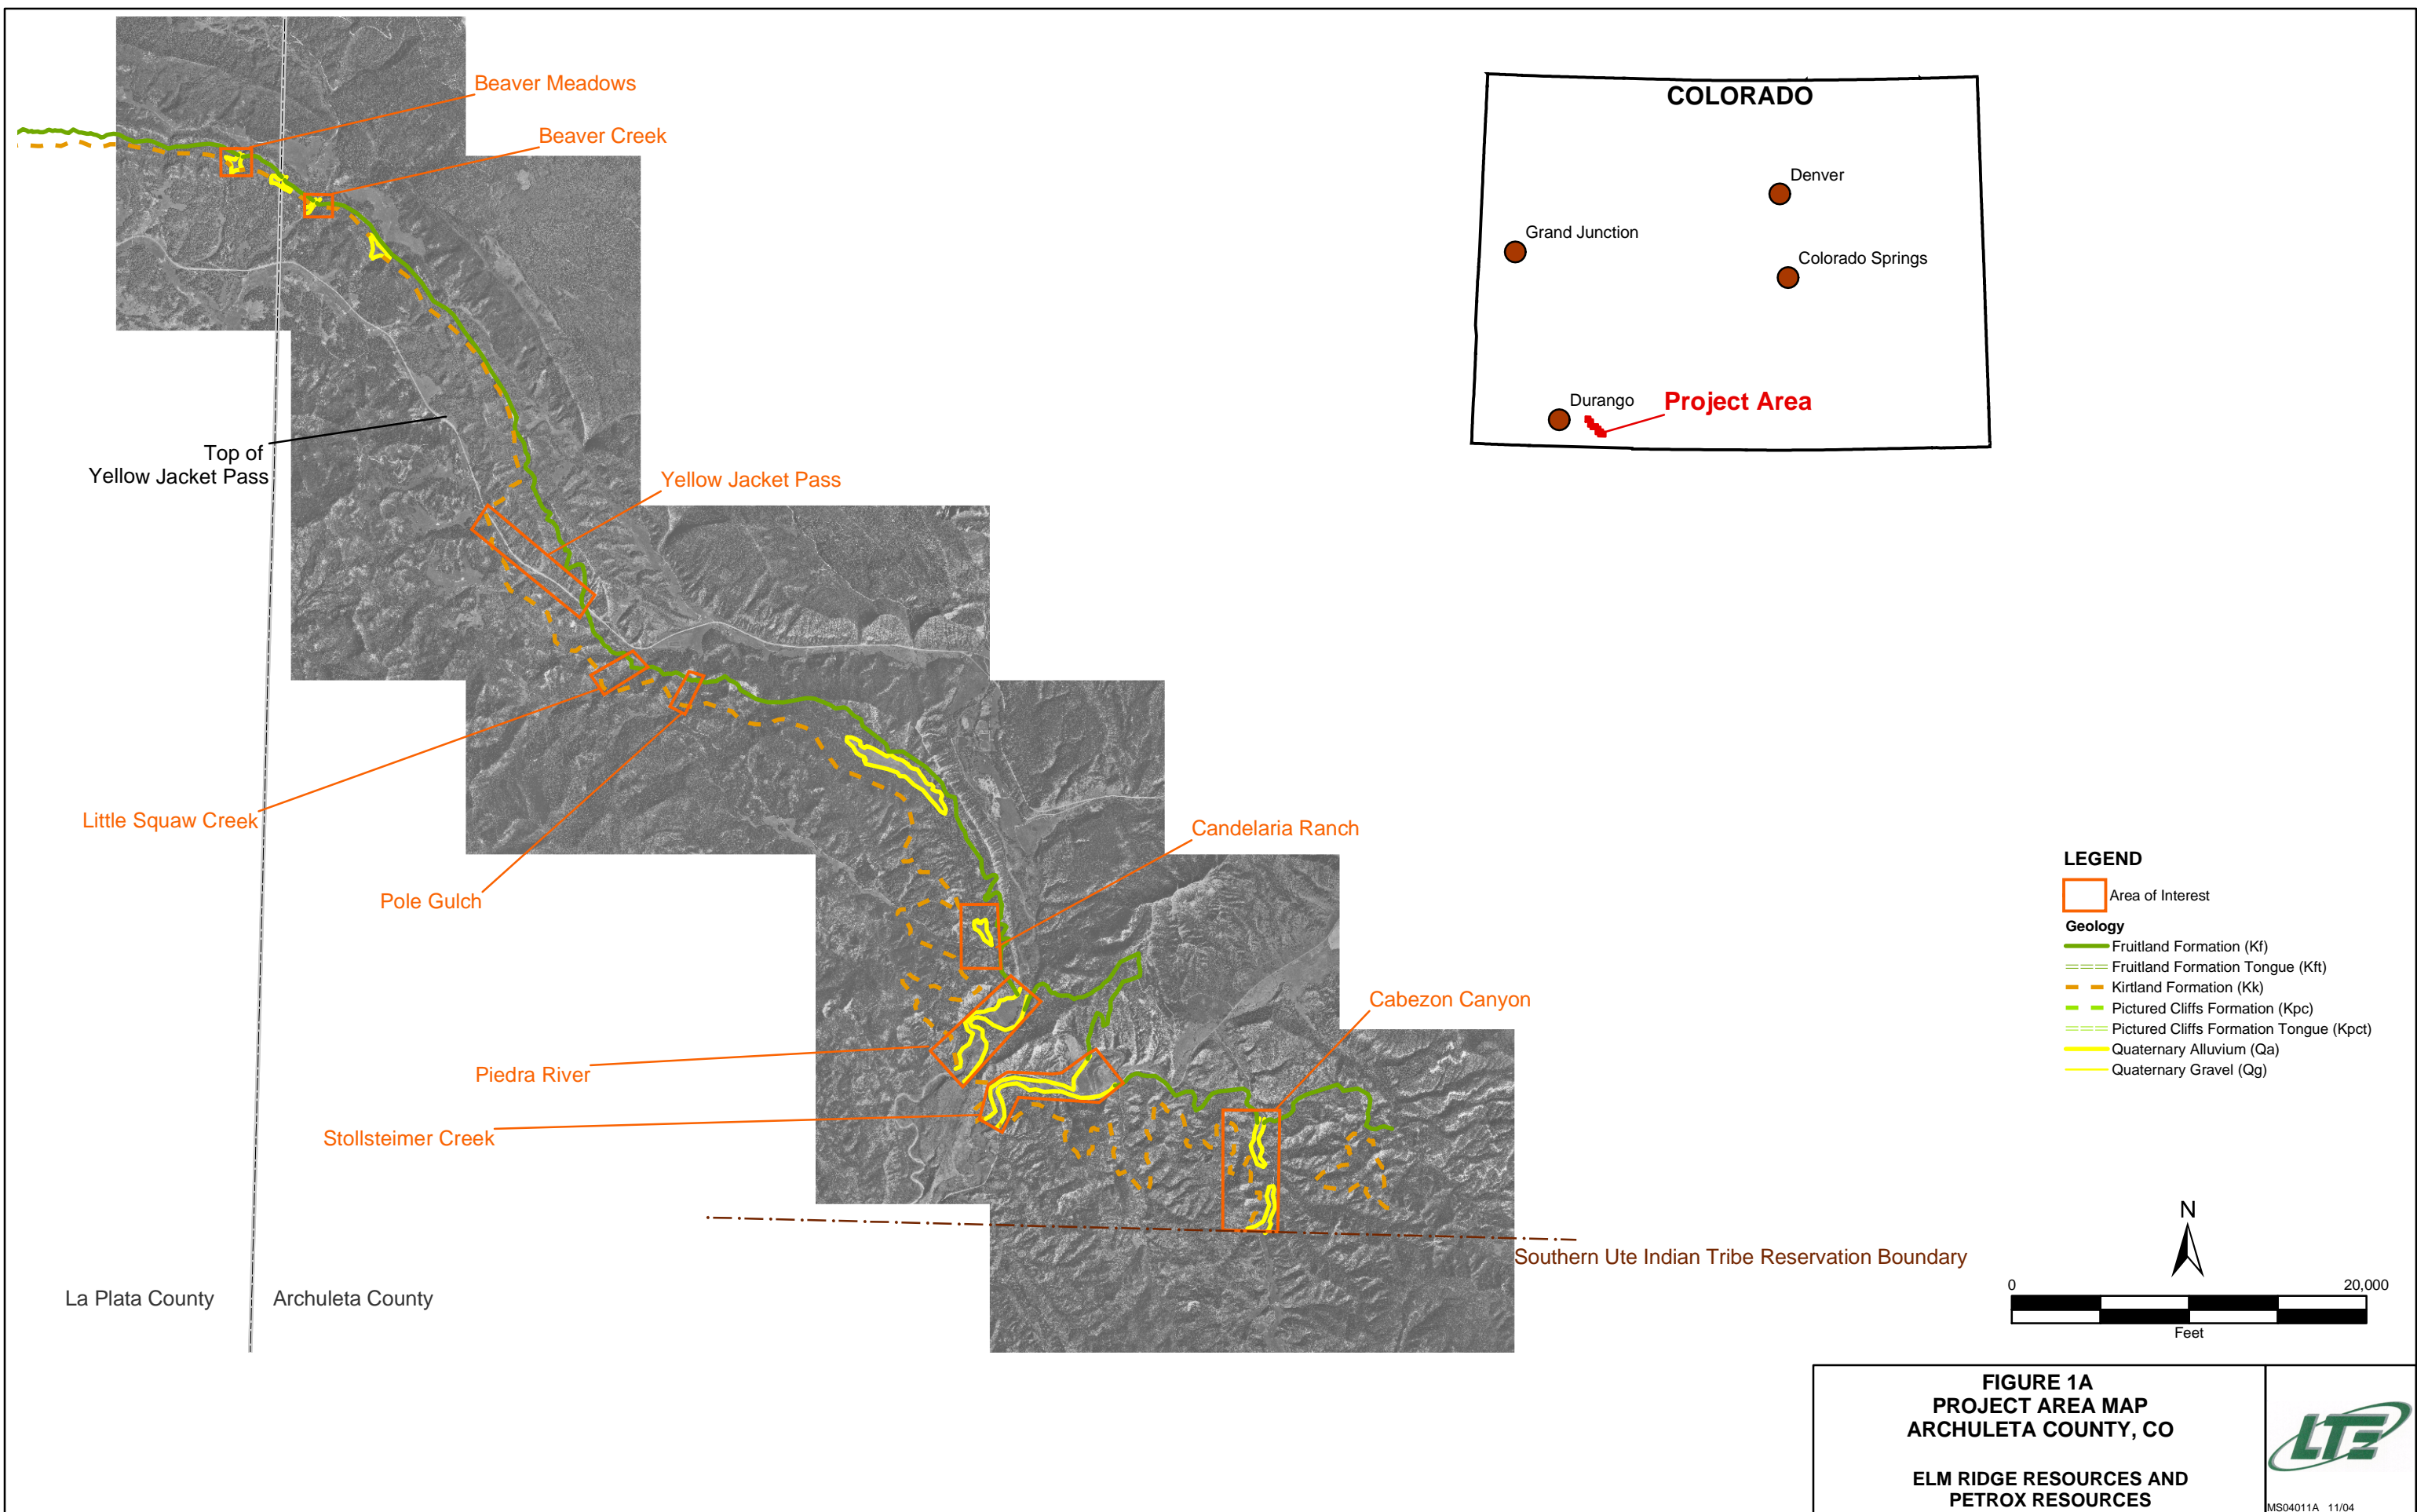 Beaver Meadows
Beaver Creek
Top of
Yellow Jacket Pass
Yellow Jacket Pass
Little Squaw Creek
Pole Gulch
Candelaria Ranch
Cabezon Canyon
Piedra River
Stollsteimer Creek
Southern Ute Indian Tribe Reservation Boundary
La Plata County
Archuleta County
COLORADO
Denver
Grand Junction
Colorado Springs
Durango
Project Area
LEGEND
Area of Interest
Geology
Fruitland Formation (Kf)
Fruitland Formation Tongue (Kft)
Kirtland Formation (Kk)
Pictured Cliffs Formation (Kpc)
Pictured Cliffs Formation Tongue (Kpct)
Quaternary Alluvium (Qa)
Quaternary Gravel (Qg)
N
0 20,000
Feet
FIGURE 1A
PROJECT AREA MAP
ARCHULETA COUNTY, CO
ELM RIDGE RESOURCES AND
PETROX RESOURCES
LTE
MS04011A 11/04